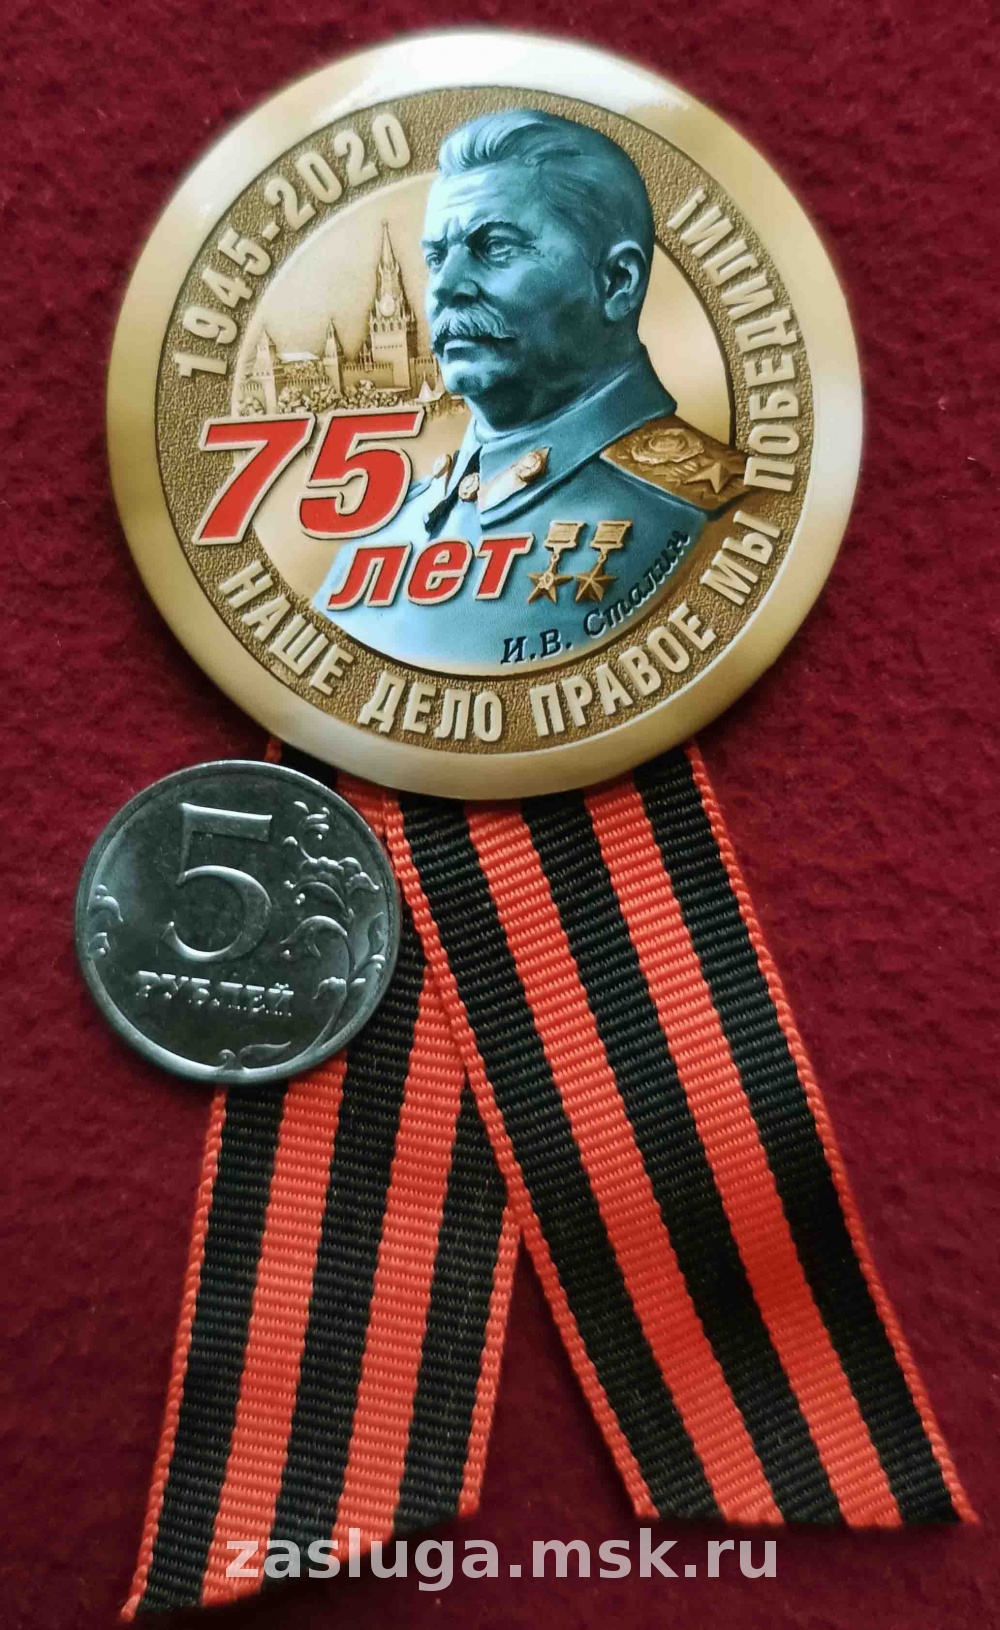 1945-2020
75
лет
И.В. Сталин
НАШЕ ДЕЛО ПРАВОЕ МЫ ПОБЕДИЛИ!
5
РУБЛЕЙ
zasluga.msk.ru